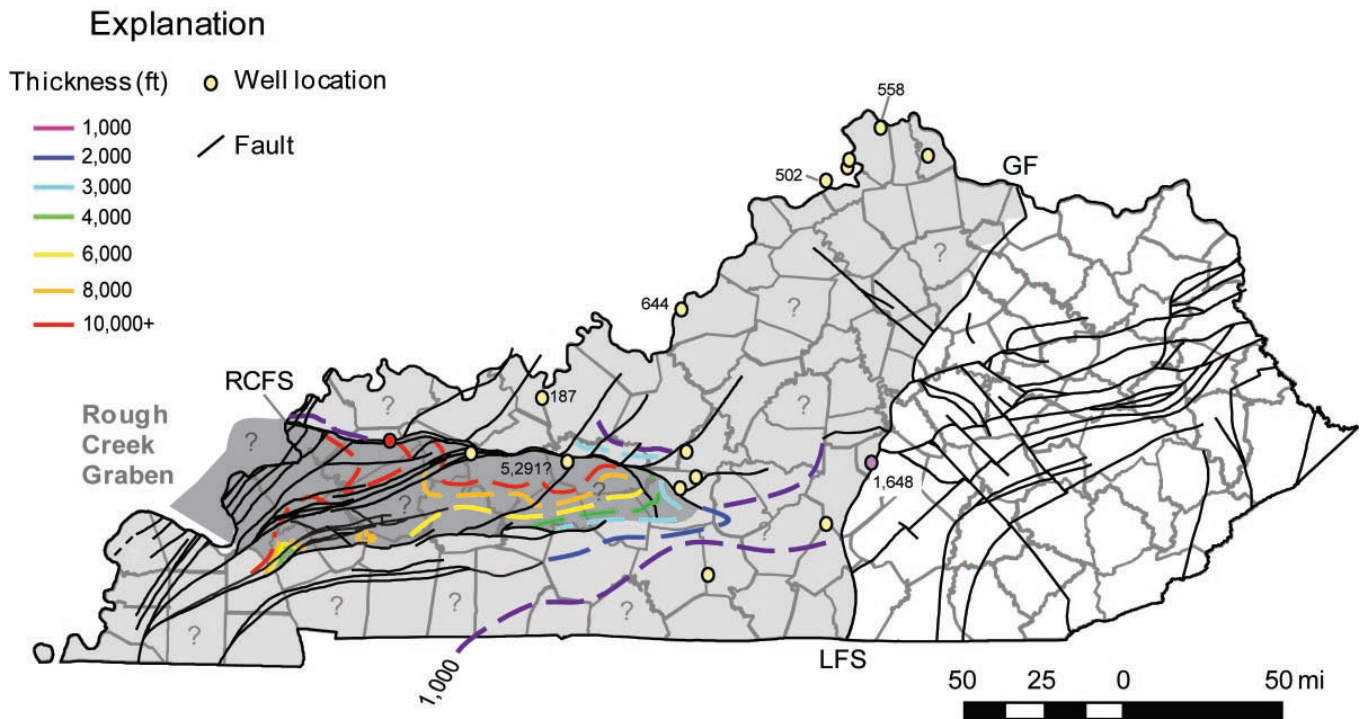 Explanation
Thickness (ft)
Well location
1,000
2,000
Fault
3,000
4,000
6,000
8,000
10,000+
558
502
GF
644
?
?
RCFS
187
?
?
Rough
Creek
Graben
?
5,291?
?
1,648
?
?
?
?
?
?
1,000
LFS
50 25 0 50 mi